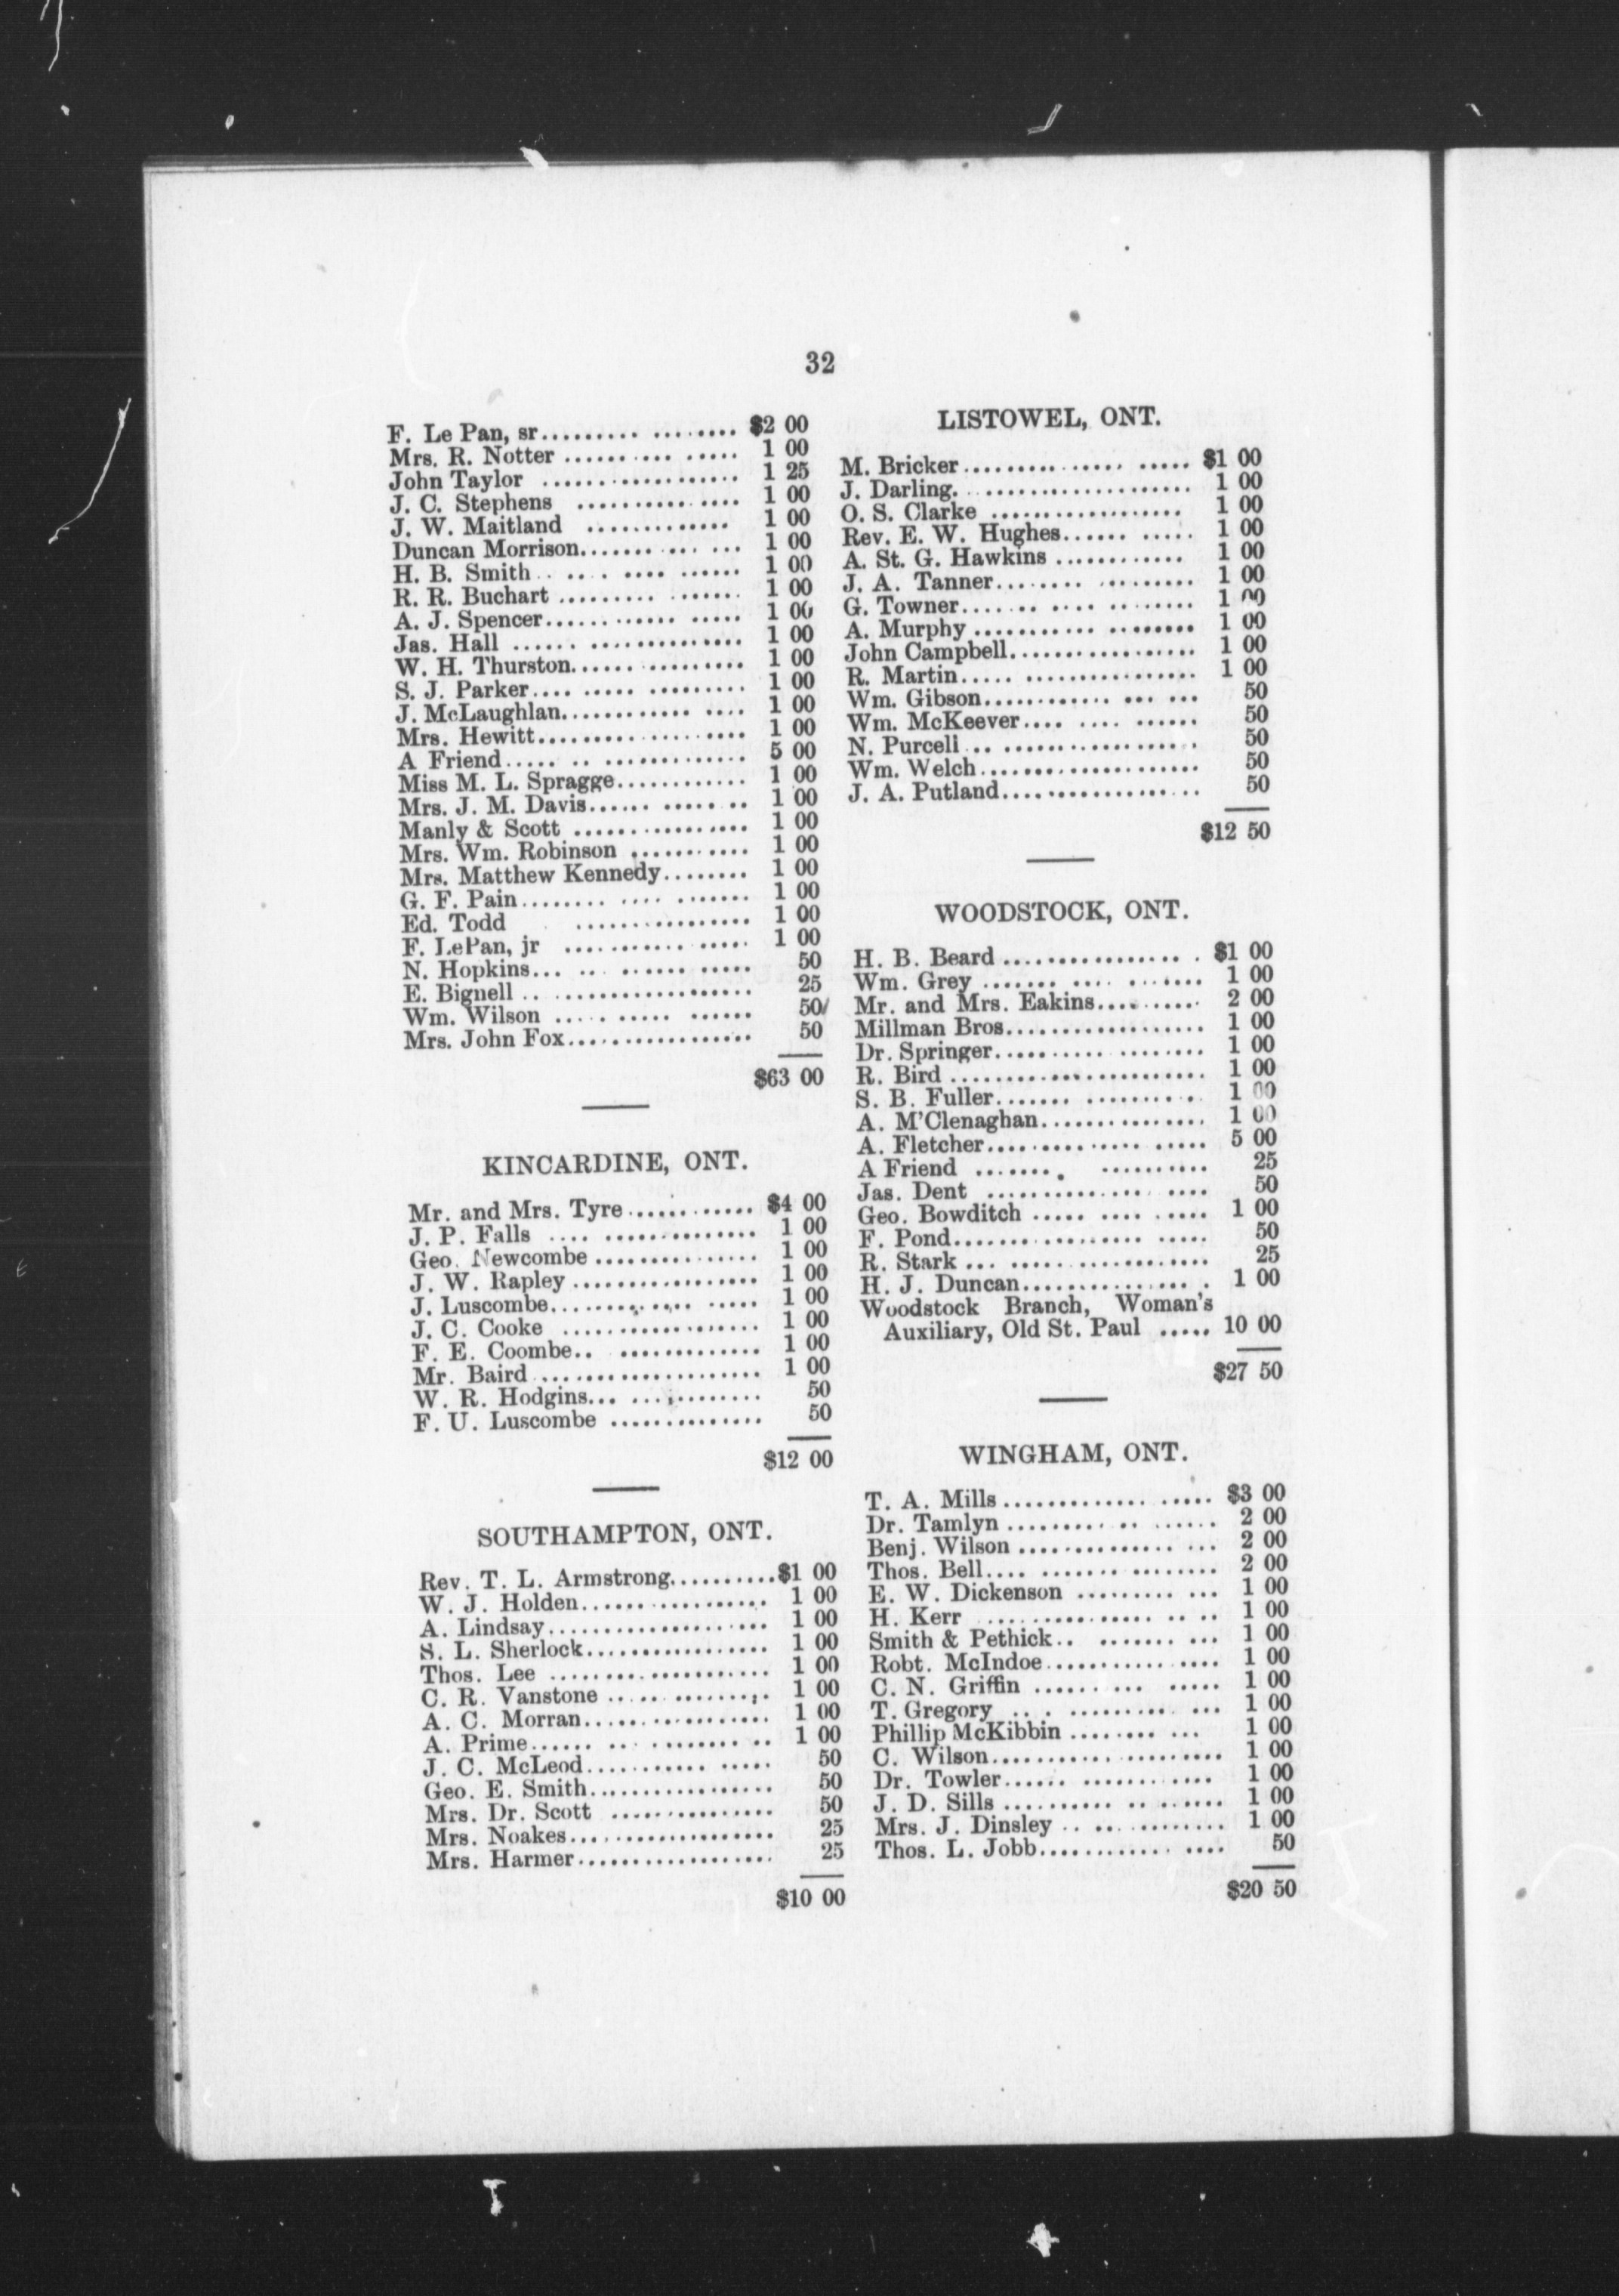 32
F. Le Pan, sr.................. $2 00
Mrs. R. Notter ................ 1 00
John Taylor .................. 1 25
J. C. Stephens ............... 1 00
J. W. Maitland ............. 1 00
Duncan Morrison.............. 1 00
H. B. Smith.................. 1 00
R. R. Buchart ................ 1 00
A. J. Spencer................. 1 00
Jas. Hall .................... 1 00
W. H. Thurston................ 1 00
S. J. Parker.................. 1 00
J. McLaughlan................ 1 00
Mrs. Hewitt................... 1 00
A Friend..................... 5 00
Miss M. L. Spragge............ 1 00
Mrs. J. M. Davis............. 1 00
Manly & Scott ................ 1 00
Mrs. Wm. Robinson ........... 1 00
Mrs. Matthew Kennedy........ 1 00
G. F. Pain................... 1 00
Ed. Todd ................ 1 00
F. LePan, jr ................ 1 00
N. Hopkins.................. 50
E. Bignell.................... 25
Wm. Wilson ................ 50
Mrs. John Fox................. 50
$63 00
KINCARDINE, ONT.
Mr. and Mrs. Tyre............ $4 00
J. P. Falls .................. 1 00
Geo. Newcombe............... 1 00
J. W. Rapley................. 1 00
J. Luscombe.................. 1 00
J. C. Cooke .................. 1 00
F. E. Coombe............... 1 00
Mr. Baird..................... 1 00
W. R. Hodgins............... 50
F. U. Luscombe .............. 50
$12 00
SOUTHAMPTON, ONT.
Rev. T. L. Armstrong..........$1 00
W. J. Holden................. 1 00
A. Lindsay.................... 1 00
S. L. Sherlock................. 1 00
Thos. Lee .................... 1 00
C. R. Vanstone ............... 1 00
A. C. Morran................. 1 00
A. Prime.................... 1 00
J. C. McLeod................ 50
Geo. E. Smith................. 50
Mrs. Dr. Scott ............... 50
Mrs. Noakes................... 25
Mrs. Harmer.................. 25
$10 00
LISTOWEL, ONT.
M. Bricker.................... $1 00
J. Darling..................... 1 00
O. S. Clarke .................. 1 00
Rev. E. W. Hughes........... 1 00
A. St. G. Hawkins ............ 1 00
J. A. Tanner................. 1 00
G. Towner................... 1 00
A. Murphy................... 1 00
John Campbell................. 1 00
R. Martin.................... 1 00
Wm. Gibson.................. 50
Wm. McKeever.............. 50
N. Purcell.................... 50
Wm. Welch.................... 50
J. A. Putland.................. 50
$12 50
WOODSTOCK, ONT.
H. B. Beard................. $1 00
Wm. Grey .................. 1 00
Mr. and Mrs. Eakins.......... 2 00
Millman Bros.................. 1 00
Dr. Springer.................. 1 00
R. Bird ........................ 1 00
S. B. Fuller................. 1 00
A. M'Clenaghan............... 1 00
A. Fletcher.................... 5 00
A Friend .................. 25
Jas. Dent ................... 50
Geo. Bowditch .............. 1 00
F. Pond...................... 50
R. Stark ..................... 25
H. J. Duncan................ 1 00
Woodstock Branch, Woman's
Auxiliary, Old St. Paul ..... 10 00
$27 50
WINGHAM, ONT.
T. A. Mills.................. $3 00
Dr. Tamlyn.................. 2 00
Benj. Wilson................. 2 00
Thos. Bell................... 2 00
E. W. Dickenson ............ 1 00
H. Kerr .................... 1 00
Smith & Pethick............ 1 00
Robt. McIndoe............... 1 00
C. N. Griffin .............. 1 00
T. Gregory ................ 1 00
Phillip McKibbin ........... 1 00
C. Wilson.................... 1 00
Dr. Towler.................. 1 00
J. D. Sills .................. 1 00
Mrs. J. Dinsley ............. 1 00
Thos. L. Jobb................ 50
$20 50